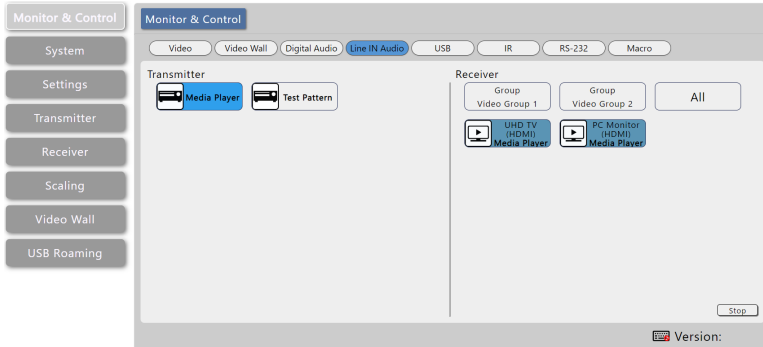 Monitor & Control
System
Settings
Transmitter
Receiver
Scaling
Video Wall
USB Roaming
Monitor & Control
Video
Video Wall
Digital Audio
Line IN Audio
USB
IR
RS-232
Macro
Transmitter
Media Player
Test Pattern
Receiver
Group
Video Group 1
Group
Video Group 2
All
UHD TV
(HDMI)
Media Player
PC Monitor
(HDMI)
Media Player
Stop
Version: